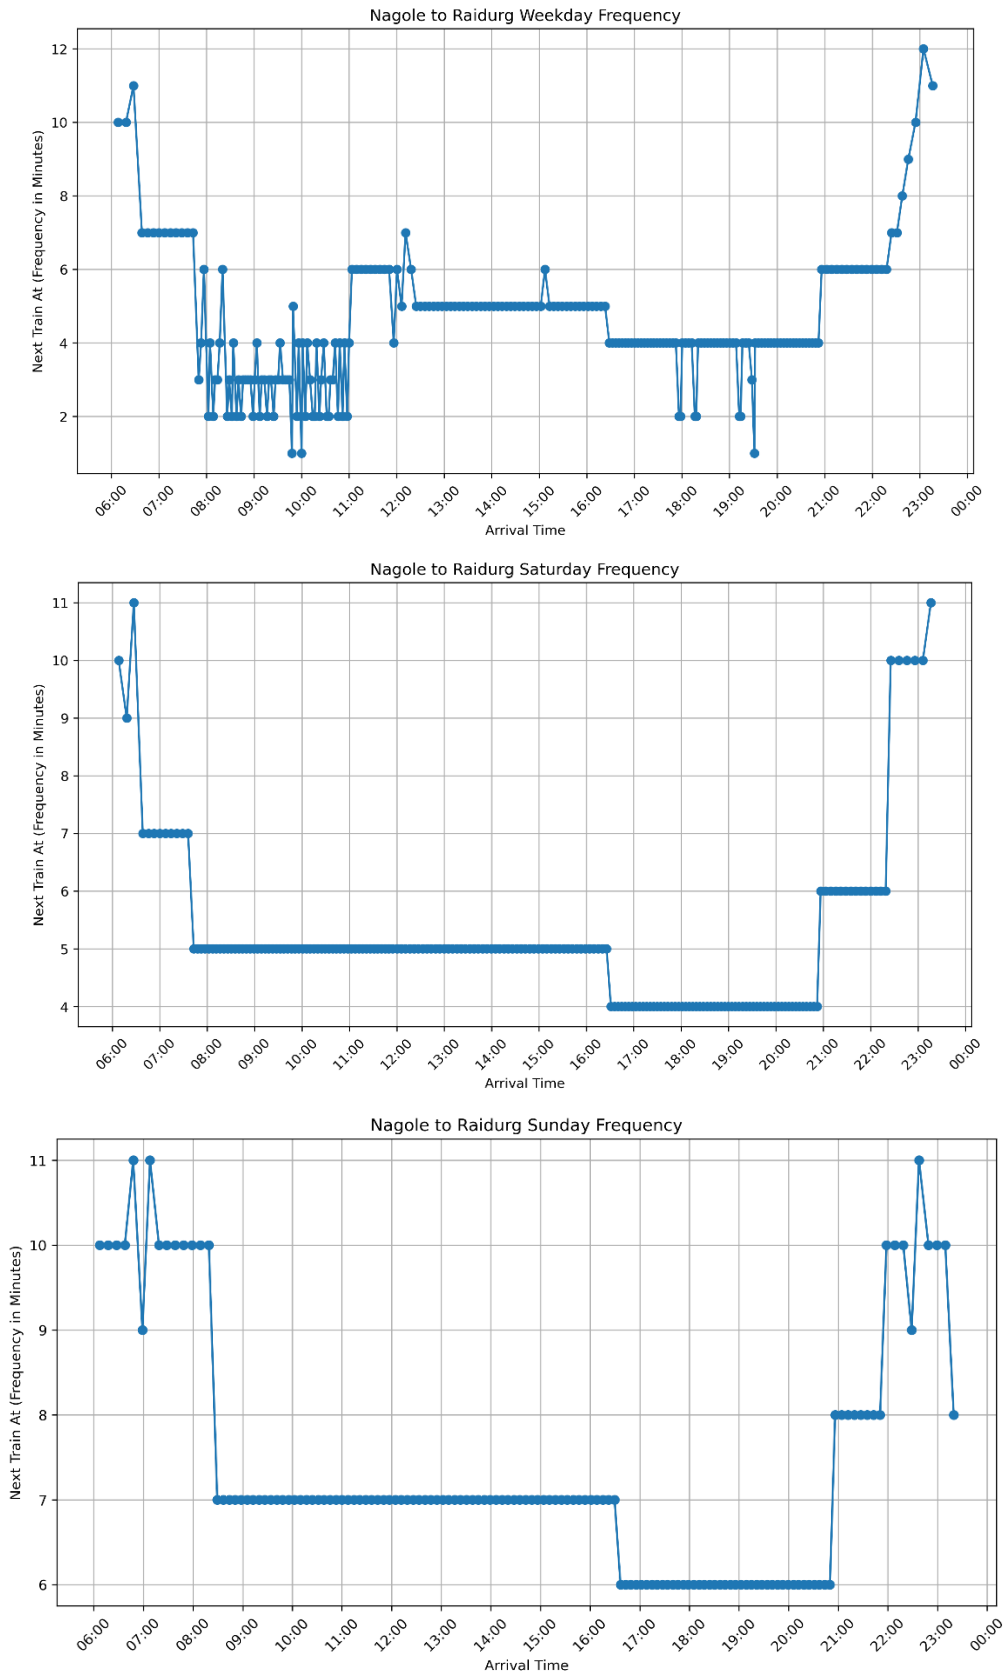 Nagole to Raidurg Weekday Frequency
Next Train At (Frequency in Minutes)
12
10
8
6
4
2
06:00 07:00 08:00 09:00 10:00 11:00 12:00 13:00 14:00 15:00 16:00 17:00 18:00 19:00 20:00 21:00 22:00 23:00 00:00
Arrival Time
Nagole to Raidurg Saturday Frequency
Next Train At (Frequency in Minutes)
11
10
9
8
7
6
5
4
06:00 07:00 08:00 09:00 10:00 11:00 12:00 13:00 14:00 15:00 16:00 17:00 18:00 19:00 20:00 21:00 22:00 23:00 00:00
Arrival Time
Nagole to Raidurg Sunday Frequency
Next Train At (Frequency in Minutes)
11
10
9
8
7
6
06:00 07:00 08:00 09:00 10:00 11:00 12:00 13:00 14:00 15:00 16:00 17:00 18:00 19:00 20:00 21:00 22:00 23:00 00:00
Arrival Time